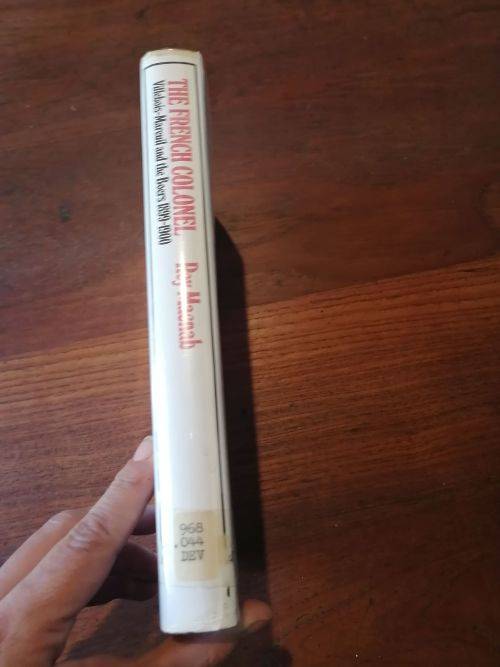 THE FRENCH COLONEL
Villebois-Mareuil and the Boers 1899-1900
Roy Macnab
968
.044
DEV